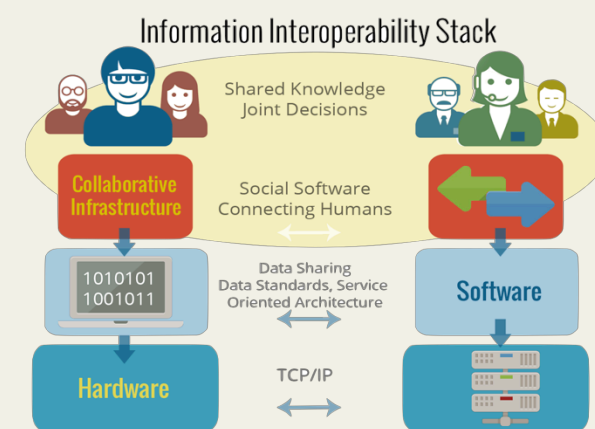 Information Interoperability Stack
Shared Knowledge
Joint Decisions
Collaborative
Infrastructure
Social Software
Connecting Humans
1010101
1001011
Data Sharing
Data Standards, Service
Oriented Architecture
Software
Hardware
TCP/IP